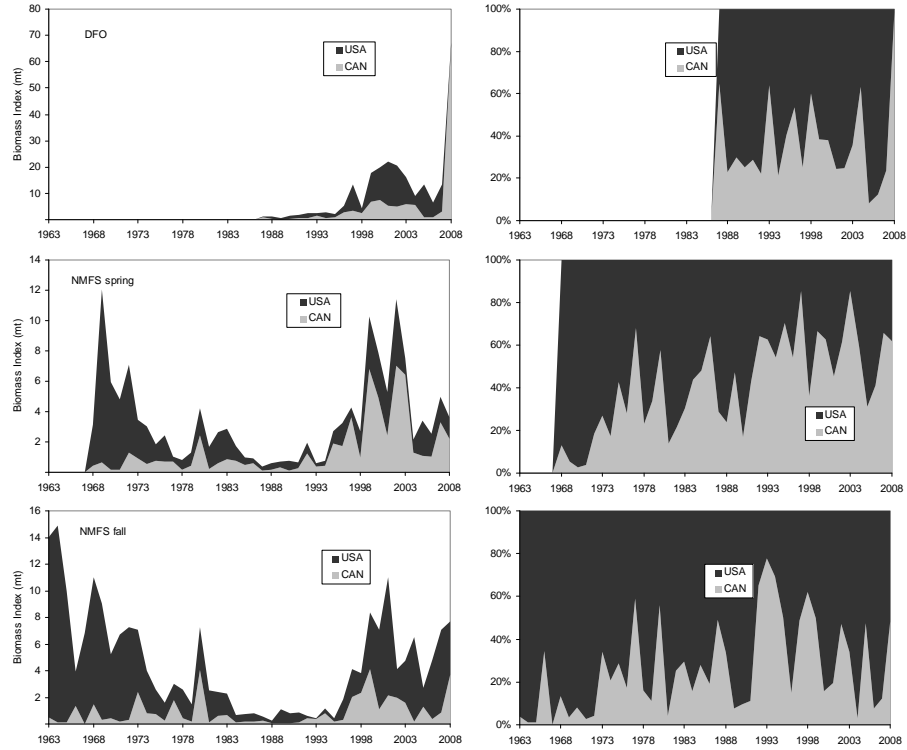 80
70
60
50
40
30
20
10
Biomass Index (mt)
DFO
USA
CAN
1963 1968 1973 1978 1983 1988 1993 1998 2003 2008
100%
80%
60%
40%
20%
0%
USA
CAN
1963 1968 1973 1978 1983 1988 1993 1998 2003 2008
14
12
10
8
6
4
2
Biomass Index (mt)
NMFS spring
USA
CAN
1963 1968 1973 1978 1983 1988 1993 1998 2003 2008
100%
80%
60%
40%
20%
0%
USA
CAN
1963 1968 1973 1978 1983 1988 1993 1998 2003 2008
16
14
12
10
8
6
4
2
Biomass Index (mt)
NMFS fall
USA
CAN
1963 1968 1973 1978 1983 1988 1993 1998 2003 2008
100%
80%
60%
40%
20%
0%
USA
CAN
1963 1968 1973 1978 1983 1988 1993 1998 2003 2008